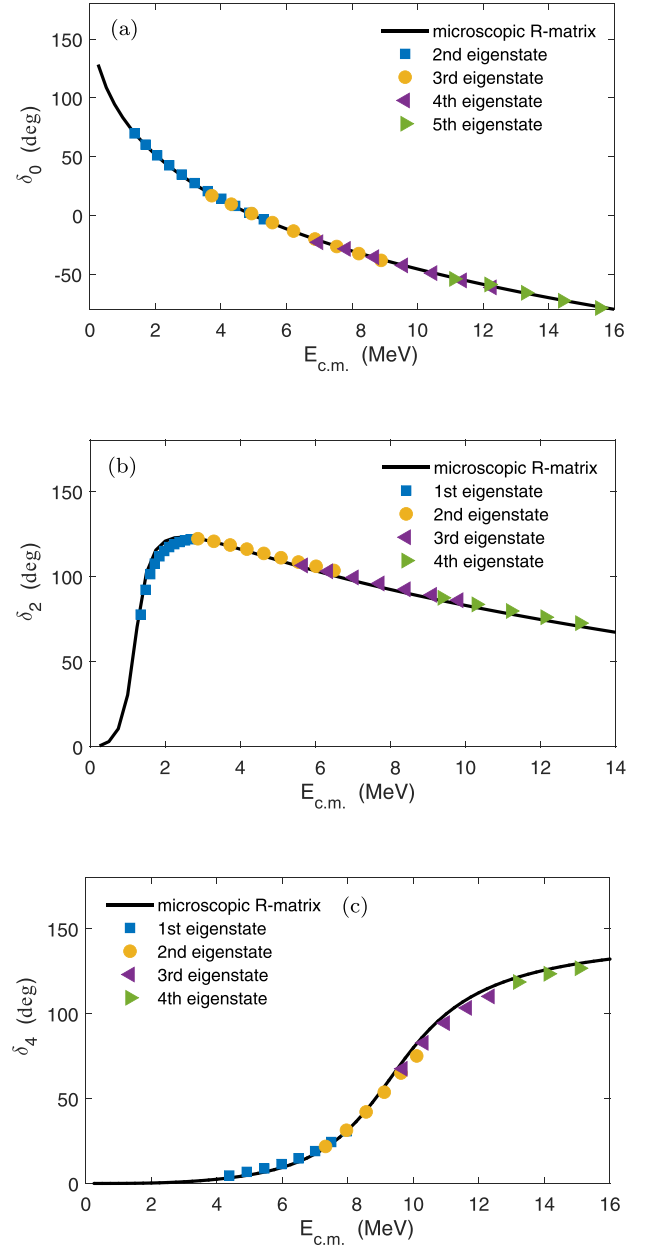 (a)
microscopic R-matrix
2nd eigenstate
3rd eigenstate
4th eigenstate
5th eigenstate
150
100
50
0
-50
δ0 (deg)
0 2 4 6 8 10 12 14 16
Ec.m. (MeV)
(b)
microscopic R-matrix
1st eigenstate
2nd eigenstate
3rd eigenstate
4th eigenstate
150
100
50
0
δ2 (deg)
0 2 4 6 8 10 12 14
Ec.m. (MeV)
(c)
microscopic R-matrix
1st eigenstate
2nd eigenstate
3rd eigenstate
4th eigenstate
150
100
50
0
δ4 (deg)
0 2 4 6 8 10 12 14 16
Ec.m. (MeV)